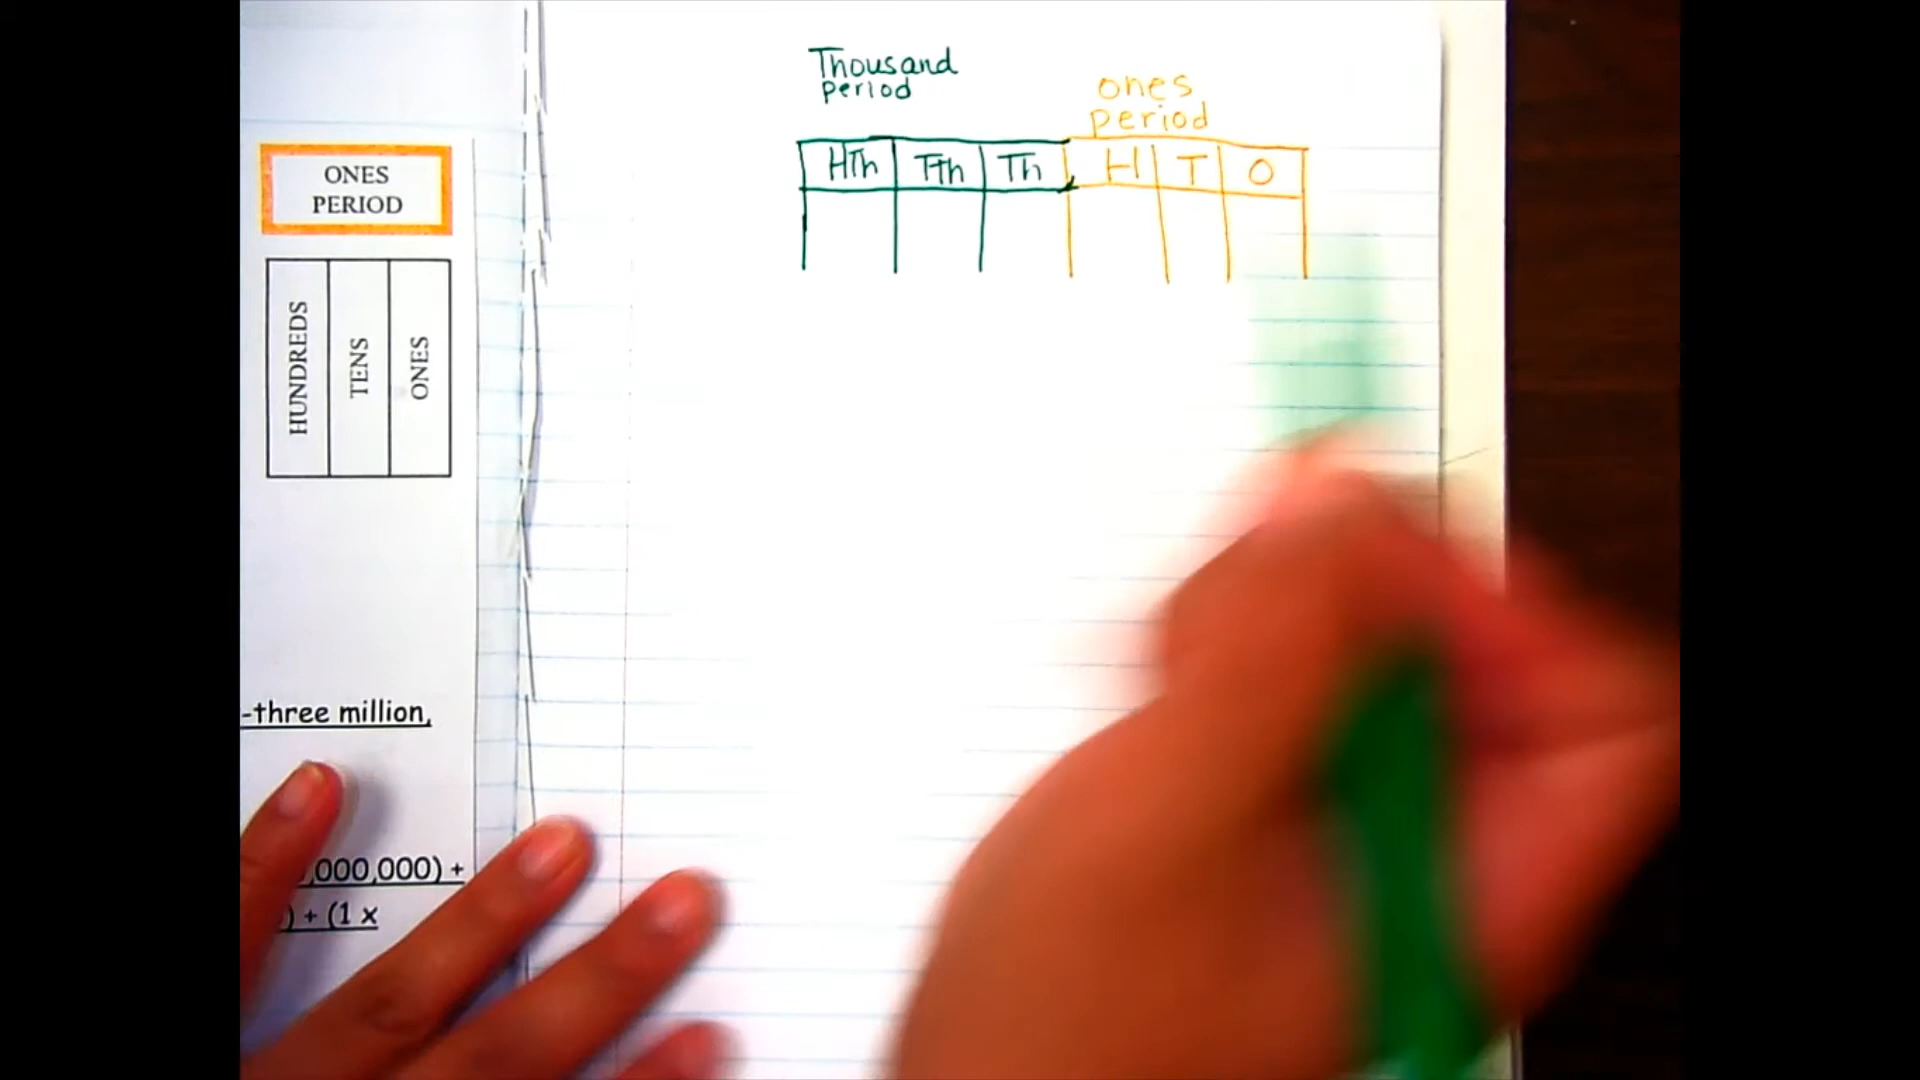 ONES
PERIOD
HUNDREDS
TENS
ONES
-three million,
,000,000) +
) + (1 x
Thousand
period
ones
period
HTh TTh Th H T O